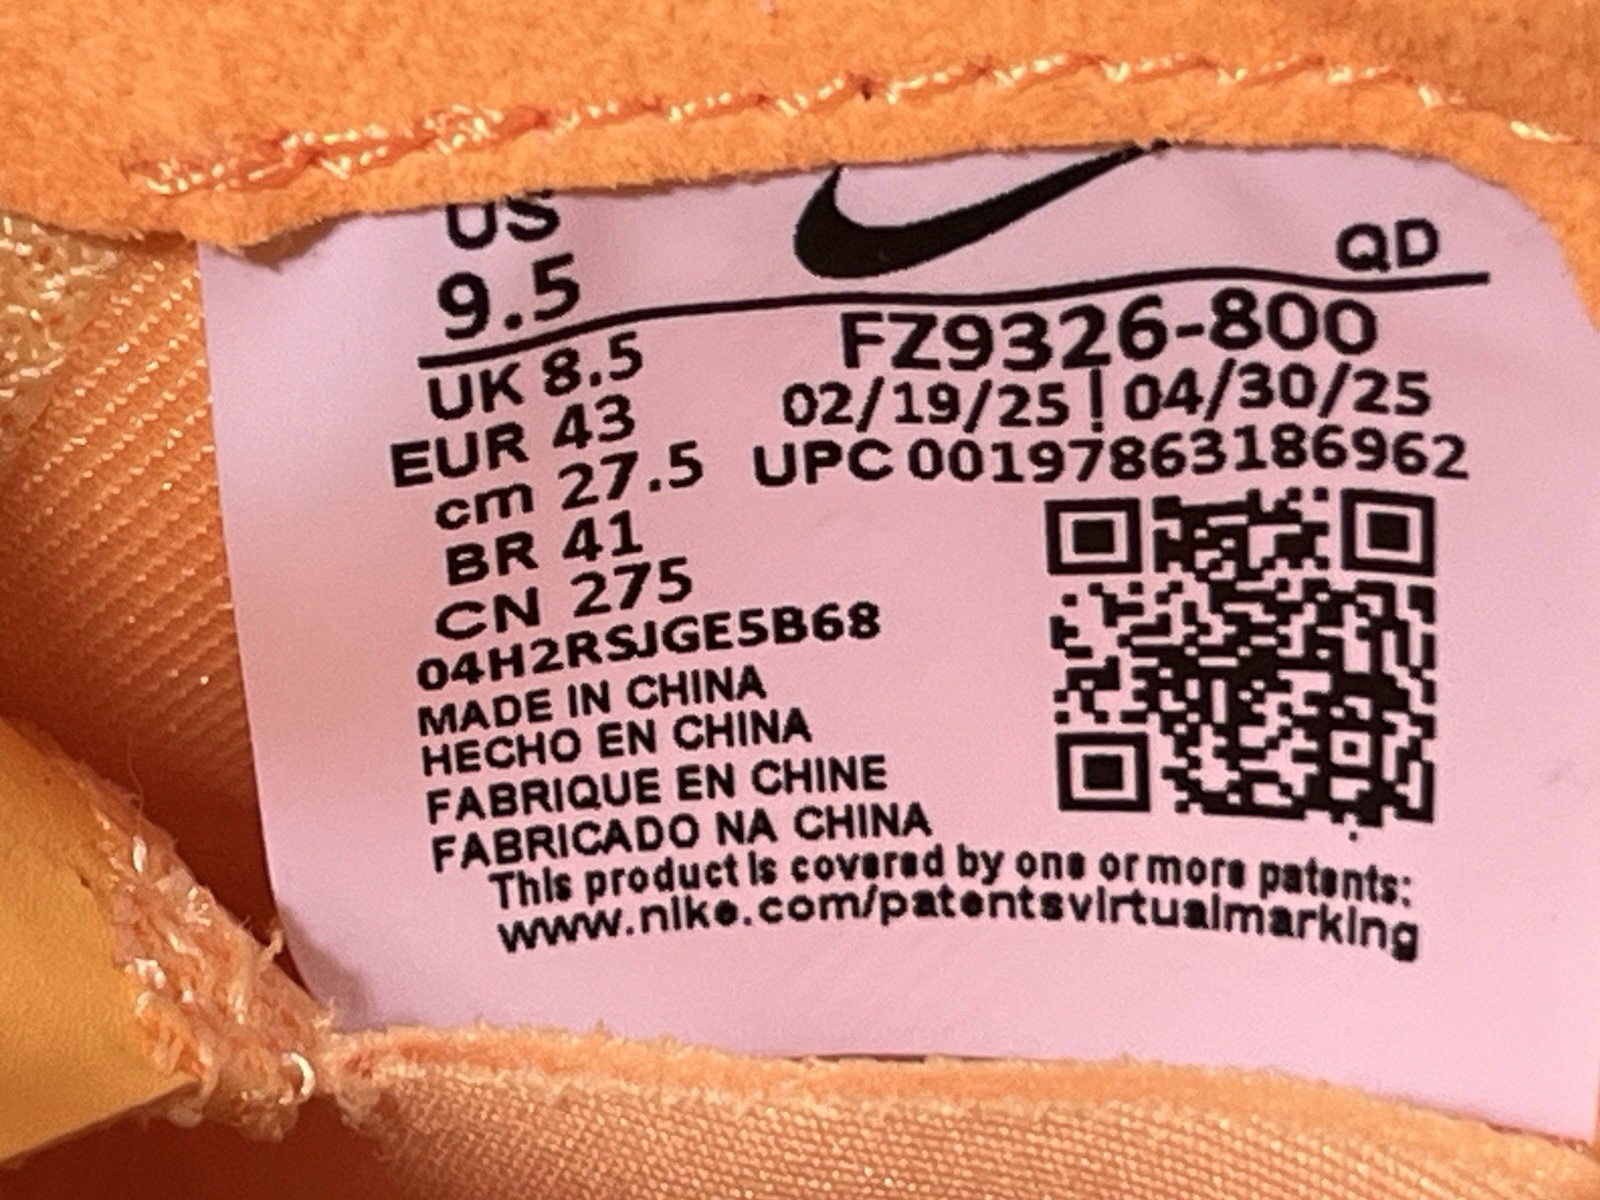 US
9.5
QD
UK 8.5
EUR 43
cm 27.5
BR 41
CN 275
FZ9326-800
02/19/25 | 04/30/25
UPC 00197863186962
04H2RSJGE5B68
MADE IN CHINA
HECHO EN CHINA
FABRIQUE EN CHINE
FABRICADO NA CHINA
This product is covered by one or more patents:
www.nike.com/patentsvirtualmarking